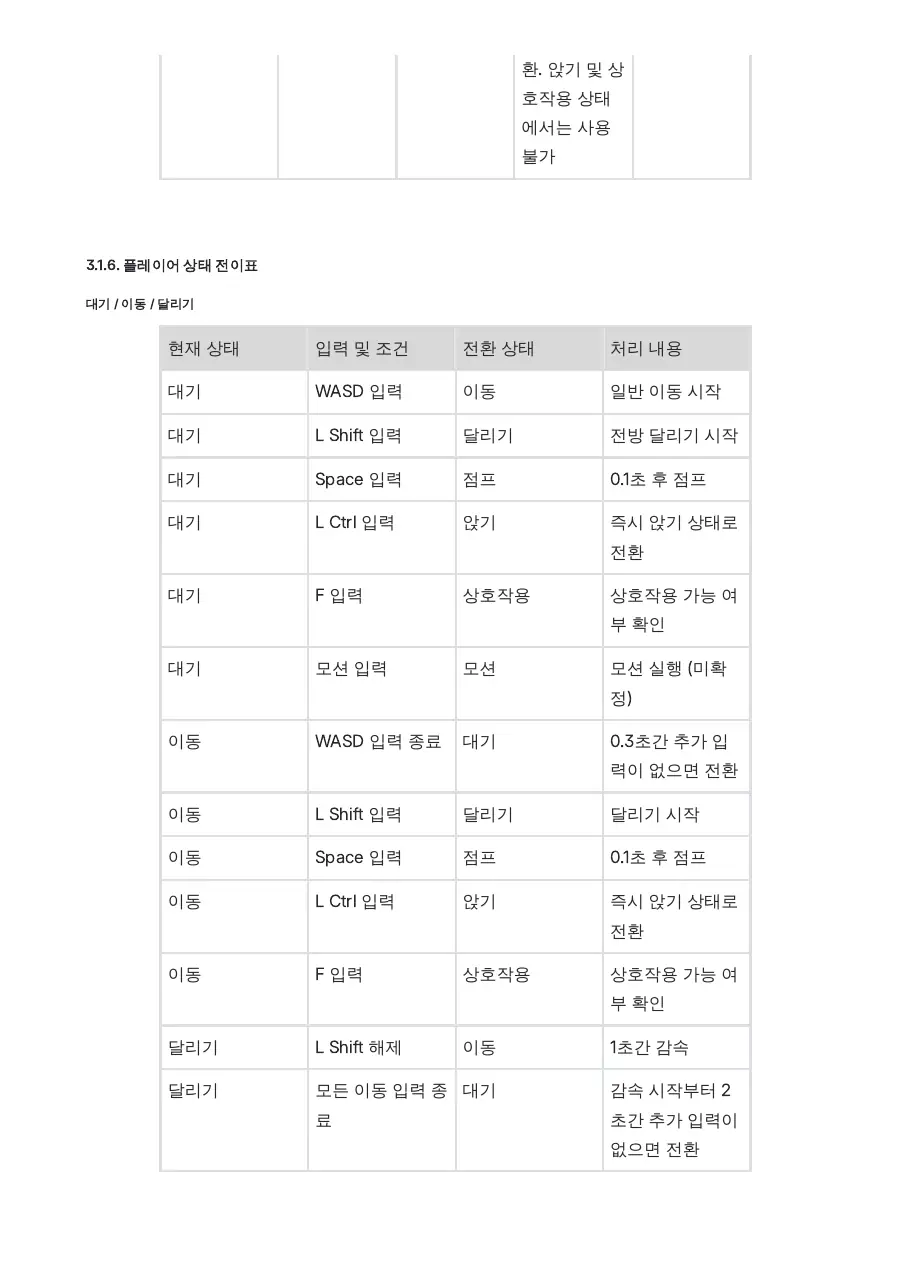 환. 앉기 및 상
호작용 상태
에서는 사용
불가
3.1.6. 플레이어 상태 전이표
대기 / 이동 / 달리기
현재 상태 입력 및 조건 전환 상태 처리 내용
대기 WASD 입력 이동 일반 이동 시작
대기 L Shift 입력 달리기 전방 달리기 시작
대기 Space 입력 점프 0.1초 후 점프
대기 L Ctrl 입력 앉기 즉시 앉기 상태로
전환
대기 F 입력 상호작용 상호작용 가능 여
부 확인
대기 모션 입력 모션 모션 실행 (미확
정)
이동 WASD 입력 종료 대기 0.3초간 추가 입
력이 없으면 전환
이동 L Shift 입력 달리기 달리기 시작
이동 Space 입력 점프 0.1초 후 점프
이동 L Ctrl 입력 앉기 즉시 앉기 상태로
전환
이동 F 입력 상호작용 상호작용 가능 여
부 확인
달리기 L Shift 해제 이동 1초간 감속
달리기 모든 이동 입력 종 대기 감속 시작부터 2
료 초간 추가 입력이
없으면 전환